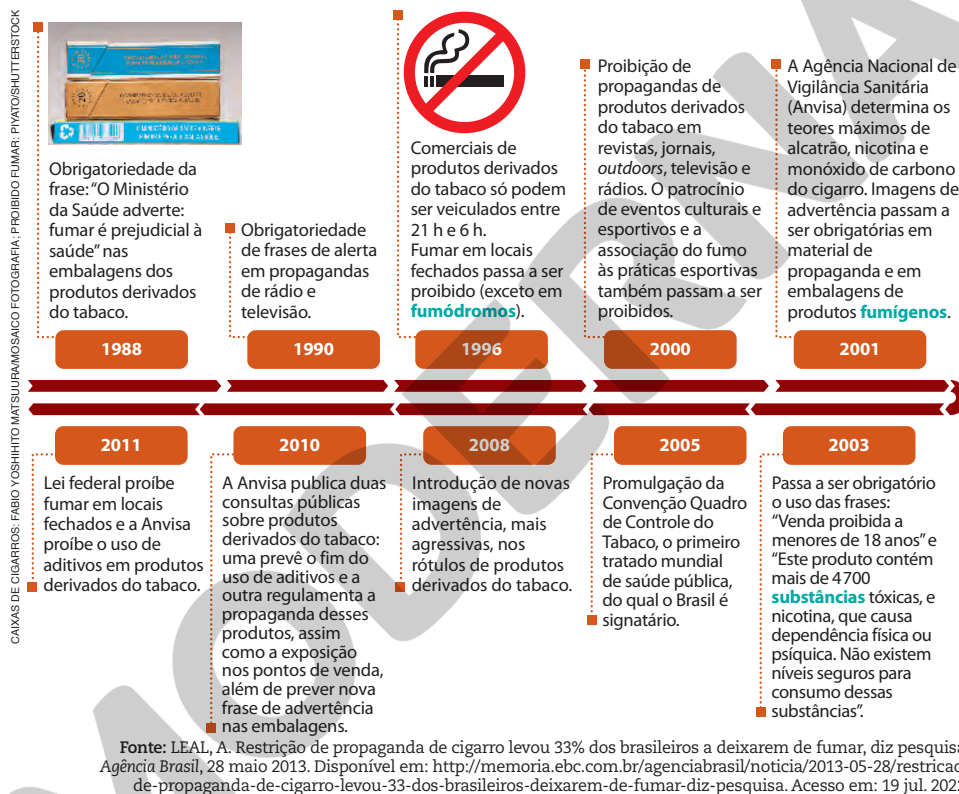 CAIXAS DE CIGARROS: FABIO YOSHIHITO MATSUURA/MOSAICO FOTOGRAFIA; PROIBIDO FUMAR: PIYATO/SHUTTERSTOCK
Obrigatoriedade da
frase: “O Ministério
da Saúde adverte:
fumar é prejudicial à
saúde” nas
embalagens dos
produtos derivados
do tabaco.
1988
Obrigatoriedade
de frases de alerta
em propagandas
de rádio e
televisão.
1990
Comerciais de
produtos derivados
do tabaco só podem
ser veiculados entre
21 h e 6 h.
Fumar em locais
fechados passa a ser
proibido (exceto em
fumódromos).
1996
Proibição de
propagandas de
produtos derivados
do tabaco em
revistas, jornais,
outdoors, televisão e
rádios. O patrocínio
de eventos culturais e
esportivos e a
associação do fumo
às práticas esportivas
também passam a ser
proibidos.
2000
A Agência Nacional de
Vigilância Sanitária
(Anvisa) determina os
teores máximos de
alcatrão, nicotina e
monóxido de carbono
do cigarro. Imagens de
advertência passam a
ser obrigatórias em
material de
propaganda e em
embalagens de
produtos fumígenos.
2001
2011
Lei federal proíbe
fumar em locais
fechados e a Anvisa
proíbe o uso de
aditivos em produtos
derivados do tabaco.
2010
A Anvisa publica duas
consultas públicas
sobre produtos
derivados do tabaco:
uma prevê o fim do
uso de aditivos e a
outra regulamenta a
propaganda desses
produtos, assim
como a exposição
nos pontos de venda,
além de prever nova
frase de advertência
nas embalagens.
2008
Introdução de novas
imagens de
advertência, mais
agressivas, nos
rótulos de produtos
derivados do tabaco.
2005
Promulgação da
Convenção Quadro
de Controle do
Tabaco, o primeiro
tratado mundial
de saúde pública,
do qual o Brasil é
signatário.
2003
Passa a ser obrigatório
o uso das frases:
“Venda proibida a
menores de 18 anos” e
“Este produto contém
mais de 4 700
substâncias tóxicas, e
nicotina, que causa
dependência física ou
psíquica. Não existem
níveis seguros para
consumo dessas
substâncias”.
Fonte: LEAL, A. Restrição de propaganda de cigarro levou 33% dos brasileiros a deixarem de fumar, diz pesquisa
Agência Brasil, 28 maio 2013. Disponível em: http://memoria.ebc.com.br/agenciabrasil/noticia/2013-05-28/restricao
de-propaganda-de-cigarro-levou-33-dos-brasileiros-deixarem-de-fumar-diz-pesquisa. Acesso em: 19 jul. 2022
MODERNA